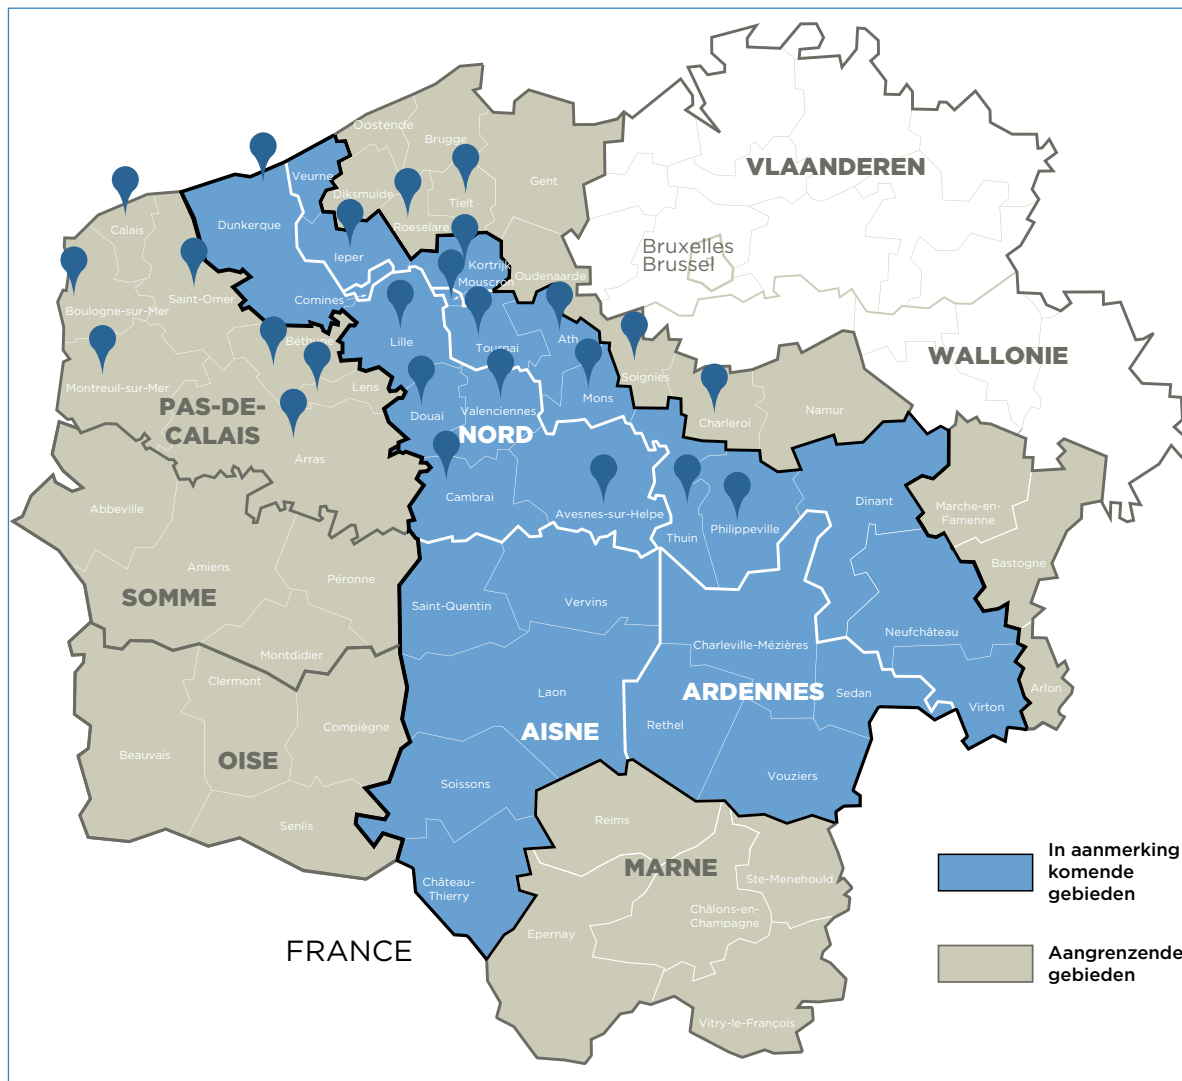 Oostende
Brugge
VLAANDEREN
Veurne
Gent
Diksmuide
Tielt
Calais
Dunkerque
Roeselare
Bruxelles
Brussel
Ieper
Kortrijk
Mouscron
Oudenaarde
Saint-Omer
Comines
Boulogne-sur-Mer
Béthune
Lille
Tournai
Ath
WALLONIE
Soignies
Montreuil-sur-Mer
Lens
PAS-DE-
CALAIS
Douai
Valenciennes
Mons
Namur
Charleroi
NORD
Arras
Cambrai
Dinant
Abbeville
Avesnes-sur-Helpe
Marche-en-
Famenne
Thuin
Philippeville
Bastogne
Amiens
Péronne
SOMME
Saint-Quentin
Vervins
Neufchâteau
Montdidier
Charleville-Mézières
Clermont
Laon
ARDENNES
Sedan
Arlon
Virton
Compiègne
Rethel
AISNE
Beauvais
OISE
Soissons
Vouziers
Senlis
Reims
MARNE
Château-
Thierry
Ste-Menehould
Châlons-en-
Champagne
Epernay
FRANCE
Vitry-le-François
In aanmerking
komende
gebieden
Aangrenzende
gebieden